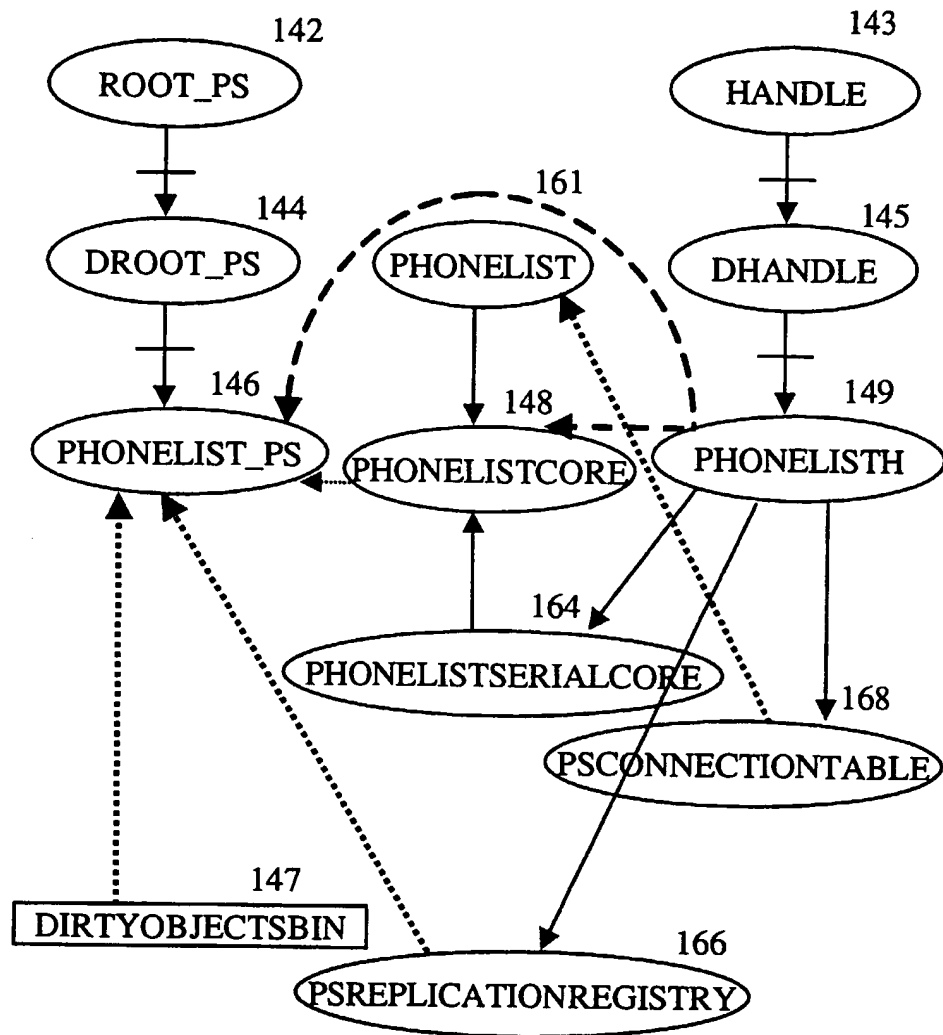 142
ROOT_PS
143
HANDLE
144
DROOT_PS
161
PHONELIST
145
DHANDLE
146
PHONELIST_PS
148
PHONELISTCORE
149
PHONELISTH
164
PHONELISTSERIALCORE
168
PSCONNECTIONTABLE
147
DIRTYOBJECTSBIN
166
PSREPLICATIONREGISTRY